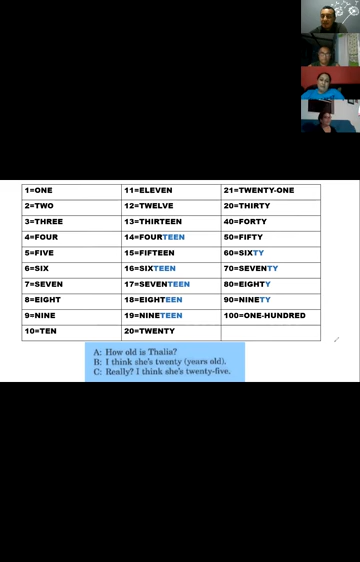 1=ONE 11=ELEVEN 21=TWENTY-ONE
2=TWO 12=TWELVE 20=THIRTY
3=THREE 13=THIRTEEN 40=FORTY
4=FOUR 14=FOURTEEN 50=FIFTY
5=FIVE 15=FIFTEEN 60=SIXTY
6=SIX 16=SIXTEEN 70=SEVENTY
7=SEVEN 17=SEVENTEEN 80=EIGHTY
8=EIGHT 18=EIGHTEEN 90=NINETY
9=NINE 19=NINETEEN 100=ONE-HUNDRED
10=TEN 20=TWENTY
A: How old is Thalia?
B: I think she's twenty (years old).
C: Really? I think she's twenty-five.